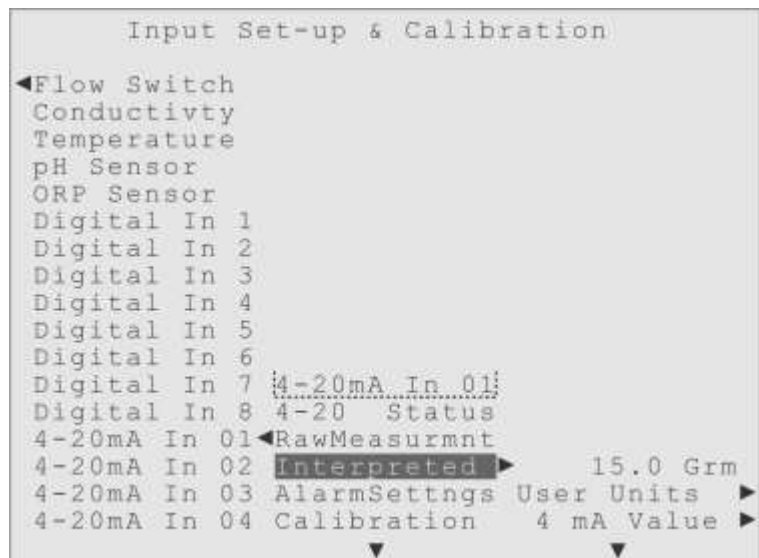 Input Set-up & Calibration
◄Flow Switch
Conductivty
Temperature
pH Sensor
ORP Sensor
Digital In 1
Digital In 2
Digital In 3
Digital In 4
Digital In 5
Digital In 6
Digital In 7 4-20mA In 01
Digital In 8 4-20 Status
4-20mA In 01◄RawMeasurmnt
4-20mA In 02 Interpreted ► 15.0 Grm
4-20mA In 03 AlarmSettngs User Units ►
4-20mA In 04 Calibration 4 mA Value ►
▼ ▼